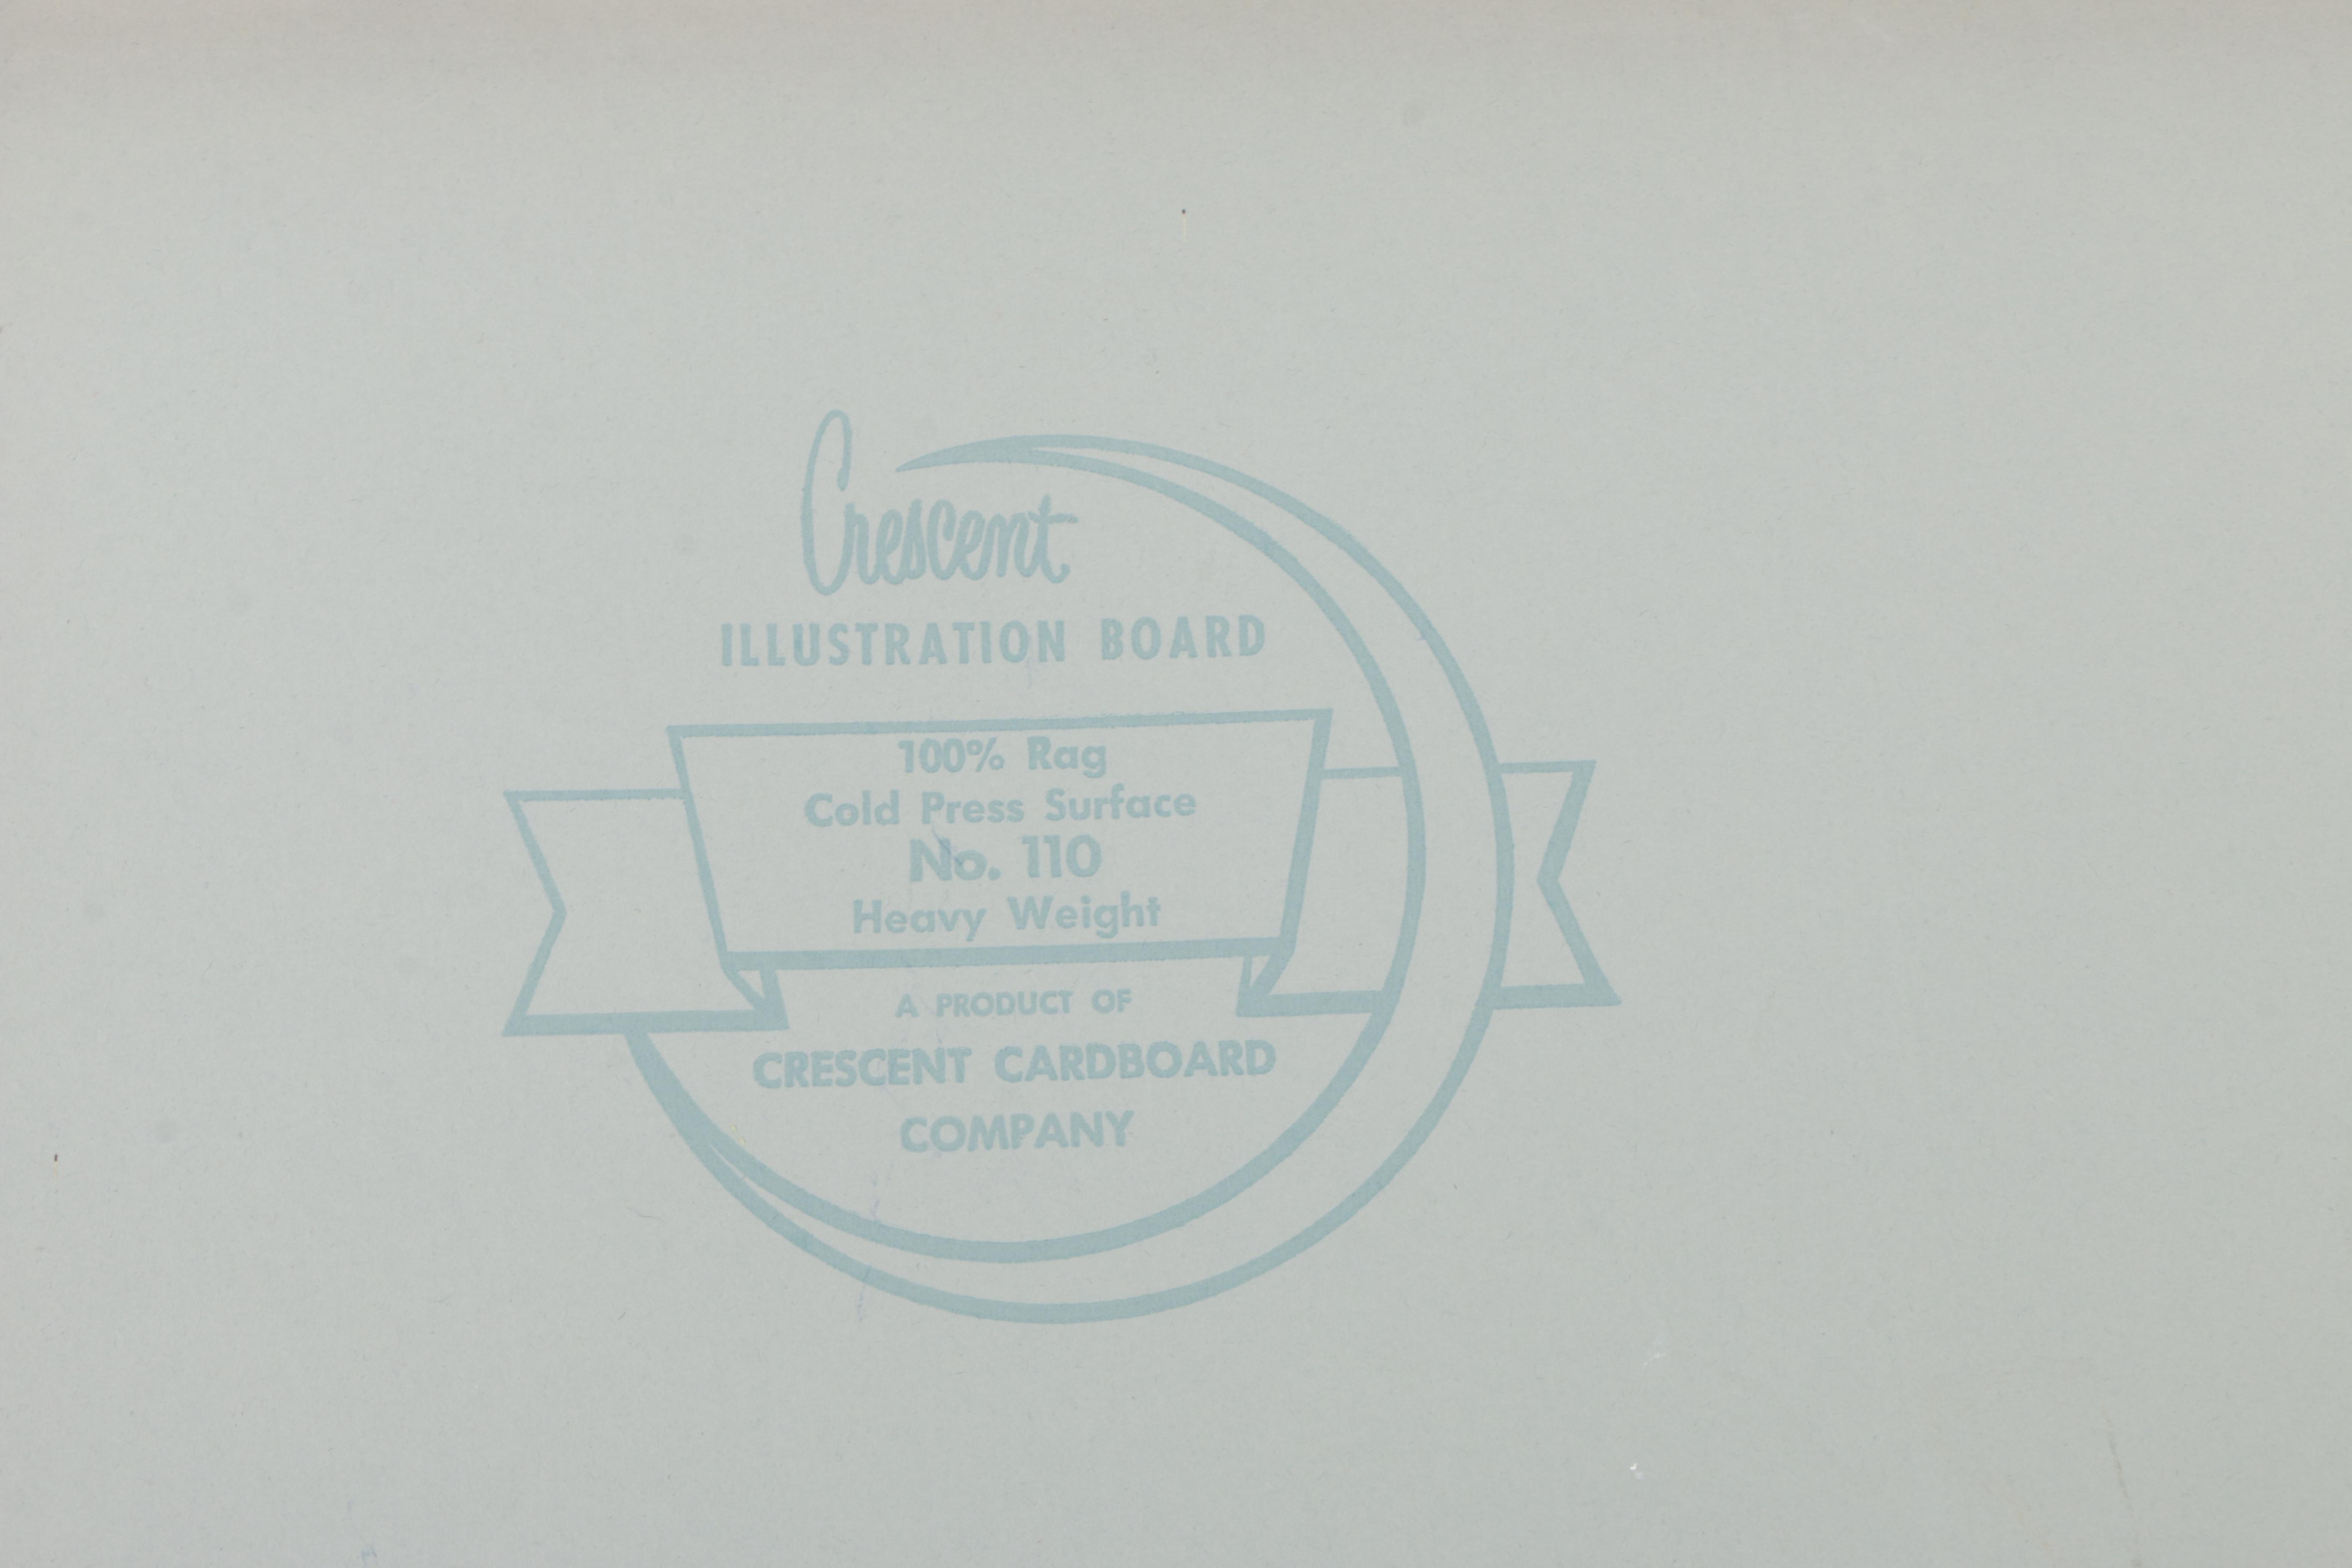 Crescent
ILLUSTRATION BOARD
100% Rag
Cold Press Surface
No. 110
Heavy Weight
A PRODUCT OF
CRESCENT CARDBOARD
COMPANY